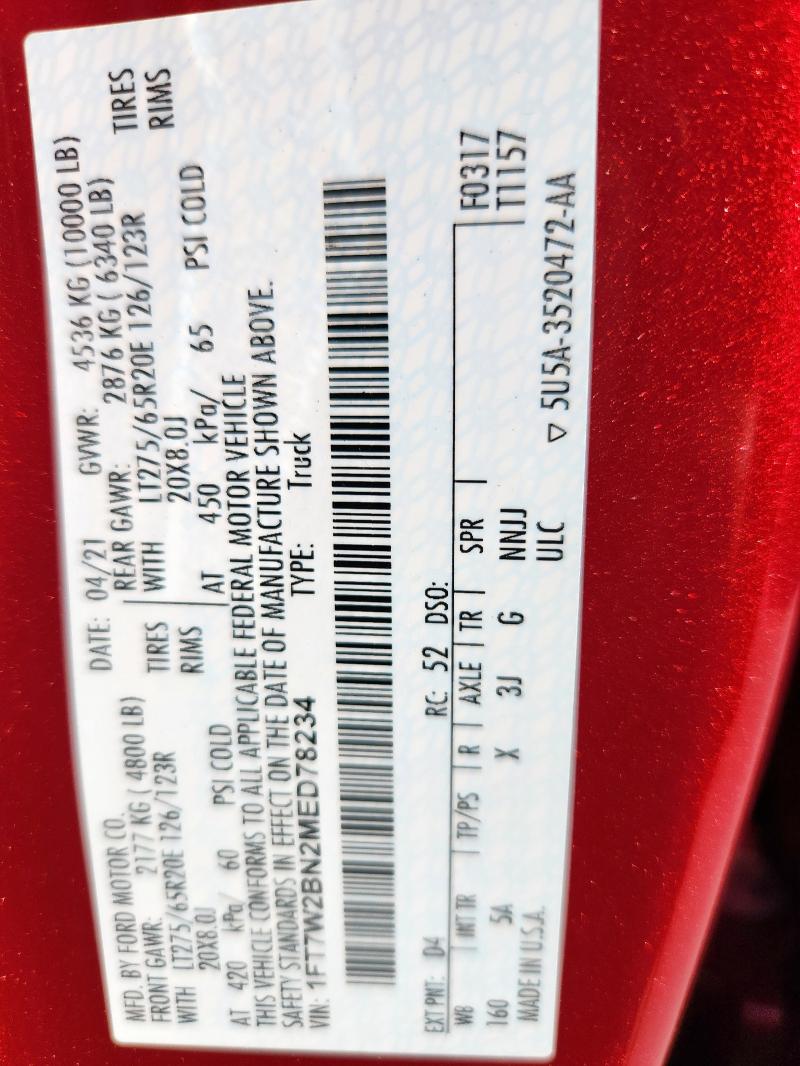 MFD. BY FORD MOTOR CO. DATE: 04/21 GVWR: 4536 KG (10000 LB)
FRONT GAWR: 2177 KG ( 4800 LB) REAR GAWR: 2876 KG ( 6340 LB)
WITH LT275/65R20E 126/123R TIRES WITH LT275/65R20E 126/123R TIRES
20X8.0J RIMS 20X8.0J RIMS
AT 420 kPa/ 60 PSI COLD AT 450 kPa/ 65 PSI COLD
THIS VEHICLE CONFORMS TO ALL APPLICABLE FEDERAL MOTOR VEHICLE
SAFETY STANDARDS IN EFFECT ON THE DATE OF MANUFACTURE SHOWN ABOVE.
VIN: 1FT7W2BN2MED78234 TYPE: Truck
EXT PNT: D4 RC: 52 DSO:
WB INT TR TP/PS R AXLE TR SPR F0317
160 5A X 3J G NNJJ T1157
MADE IN U.S.A. ULC ▽ 5U5A-3520472-AA